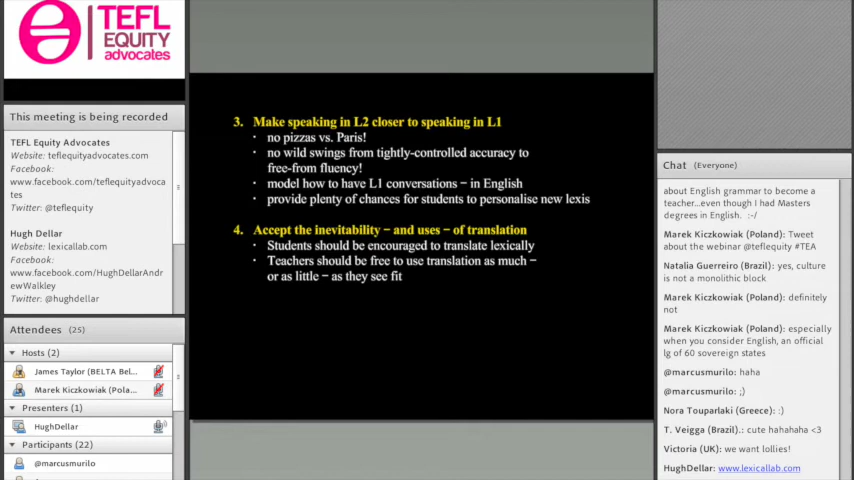 TEFL
EQUITY
advocates
This meeting is being recorded
TEFL Equity Advocates
Website: teflequityadvocates.com
Facebook:
www.facebook.com/teflequityadvoca
tes
Twitter: @teflequity
Hugh Dellar
Website: lexicallab.com
Facebook:
www.facebook.com/HughDellarAndr
ewWalkley
Twitter: @hughdellar
Attendees (25)
Hosts (2)
James Taylor (BELTA Bel...
Marek Kiczkowiak (Pola...
Presenters (1)
HughDellar
Participants (22)
@marcusmurilo
3. Make speaking in L2 closer to speaking in L1
· no pizzas vs. Paris!
· no wild swings from tightly-controlled accuracy to
free-from fluency!
· model how to have L1 conversations – in English
· provide plenty of chances for students to personalise new lexis
4. Accept the inevitability – and uses – of translation
· Students should be encouraged to translate lexically
· Teachers should be free to use translation as much –
or as little – as they see fit
Chat (Everyone)
about English grammar to become a
teacher...even though I had Masters
degrees in English. :-/
Marek Kiczkowiak (Poland): Tweet
about the webinar @teflequity #TEA
Natalia Guerreiro (Brazil): yes, culture
is not a monolithic block
Marek Kiczkowiak (Poland): definitely
not
Marek Kiczkowiak (Poland): especially
when you consider English, an official
lg of 60 sovereign states
@marcusmurilo: haha
@marcusmurilo: ;)
Nora Touparlaki (Greece): :)
T. Veigga (Brazil).: cute hahahaha <3
Victoria (UK): we want lollies!
HughDellar: www.lexicallab.com